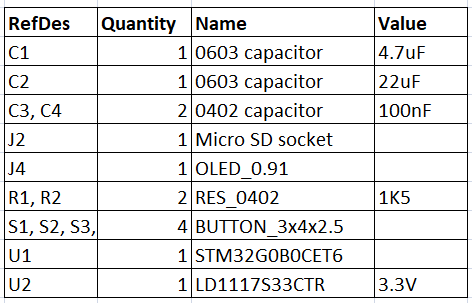 RefDes Quantity Name Value
C1 1 0603 capacitor 4.7uF
C2 1 0603 capacitor 22uF
C3, C4 2 0402 capacitor 100nF
J2 1 Micro SD socket
J4 1 OLED_0.91
R1, R2 2 RES_0402 1K5
S1, S2, S3, 4 BUTTON_3x4x2.5
U1 1 STM32G0B0CET6
U2 1 LD1117S33CTR 3.3V